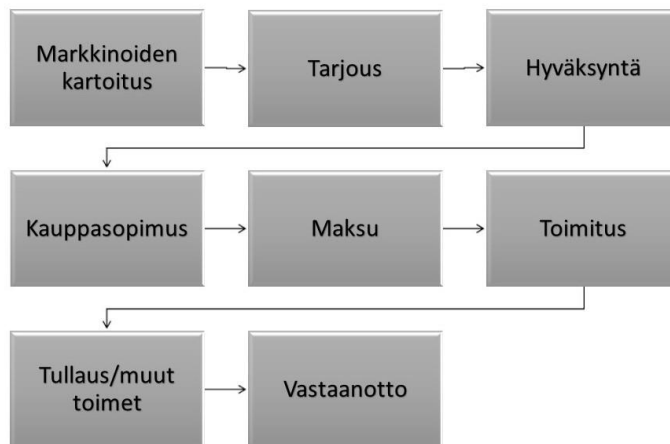 Markkinoiden
kartoitus
Tarjous
Hyväksyntä
Kauppasopimus
Maksu
Toimitus
Tullaus/muut
toimet
Vastaanotto